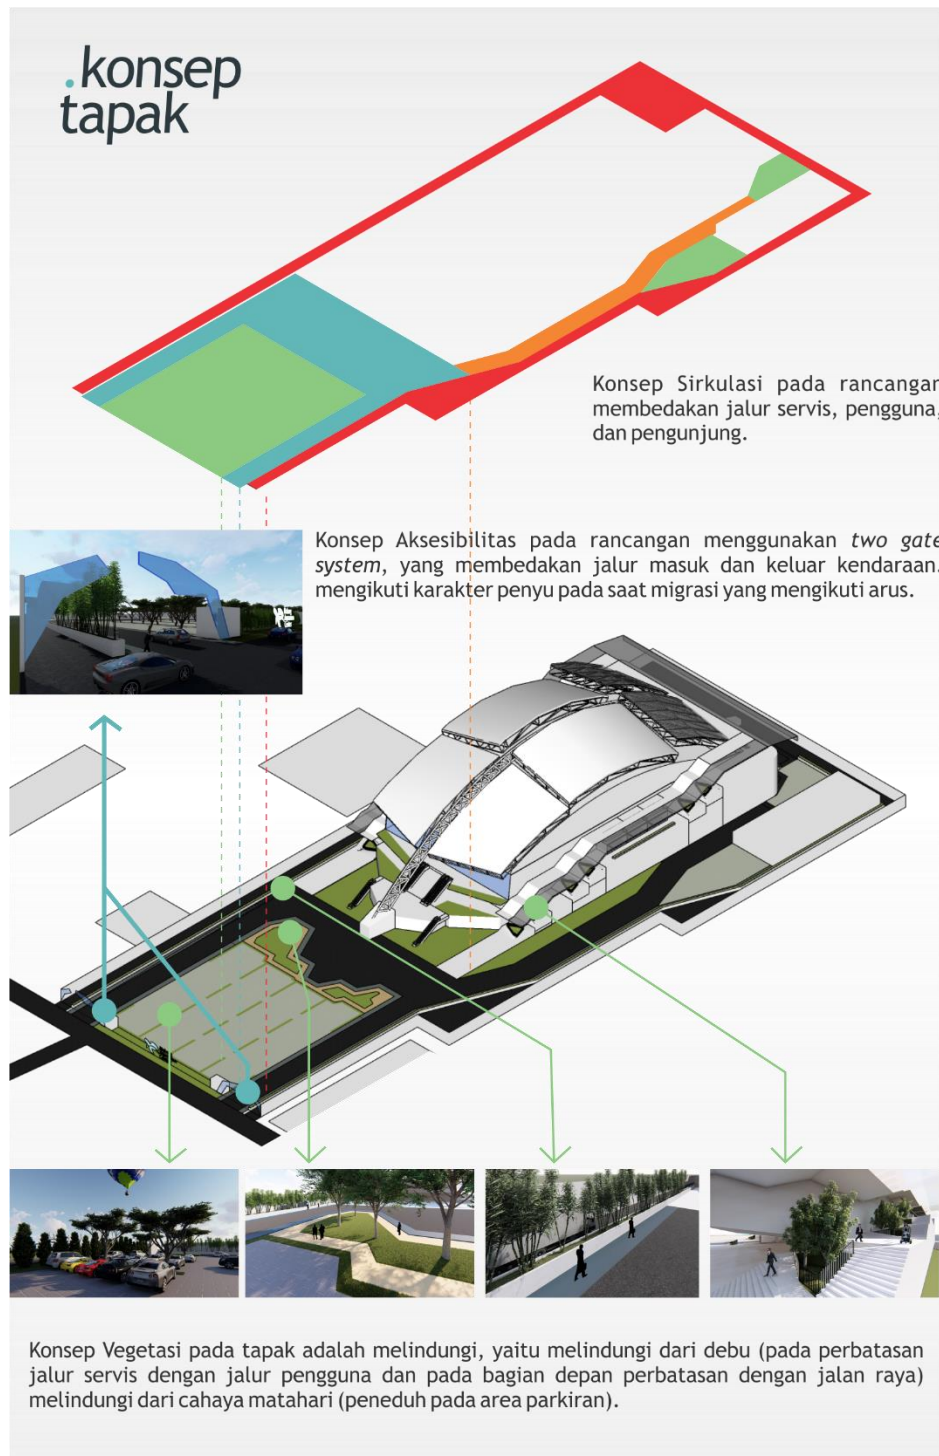 .konsep
tapak
Konsep Sirkulasi pada rancangan
membedakan jalur servis, pengguna,
dan pengunjung.
Konsep Aksesibilitas pada rancangan menggunakan two gate
system, yang membedakan jalur masuk dan keluar kendaraan.
mengikuti karakter penyu pada saat migrasi yang mengikuti arus.
Konsep Vegetasi pada tapak adalah melindungi, yaitu melindungi dari debu (pada perbatasan
jalur servis dengan jalur pengguna dan pada bagian depan perbatasan dengan jalan raya)
melindungi dari cahaya matahari (peneduh pada area parkiran).